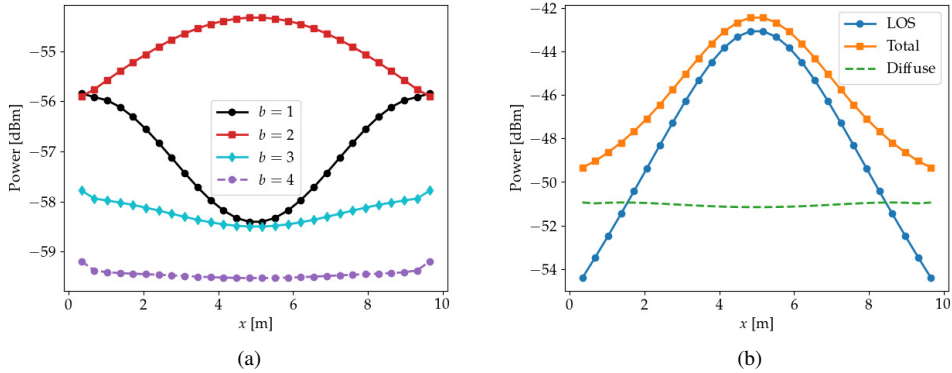 −55
−56
−57
−58
−59
Power [dBm]
b = 1
b = 2
b = 3
b = 4
0 2 4 6 8 10
x [m]
(a)
−42
−44
−46
−48
−50
−52
−54
Power [dBm]
LOS
Total
Diffuse
0 2 4 6 8 10
x [m]
(b)